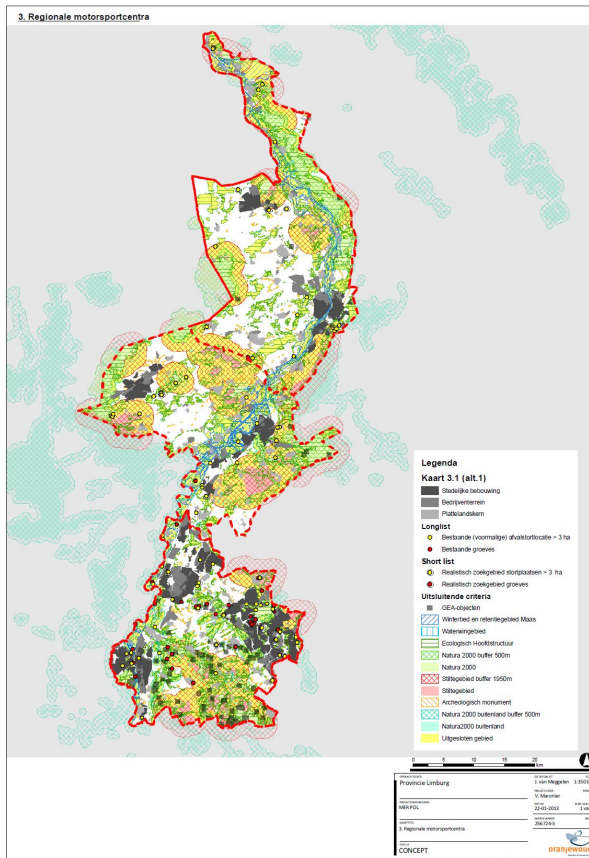 3. Regionale motorsportcentra
Legenda
Kaart 3.1 (alt.1)
Stedelijke bebouwing
Bedrijventerrein
Plattelandskern
Longlist
Bestaande (voormalige) afvalstortlocatie > 3 ha
Bestaande groeves
Short list
Realistisch zoekgebied stortplaatsen > 3 ha
Realistisch zoekgebied groeves
Uitsluitende criteria
GEA-objecten
Winterbed en retentiegebied Maas
Waterwingebied
Ecologisch Hoofdstructuur
Natura 2000 buffer 500m
Natura 2000
Stiltegebied buffer 1950m
Stiltegebied
Archeologisch monument
Natura 2000 buitenland buffer 500m
Natura2000 buitenland
Uitgesloten gebied
0 5 10 15 20
km
Provincie Limburg
J. van Meggelen
V. Maronier
MER POL
22-01-2013
3. Regionale motorsportcentra
256724-3
CONCEPT